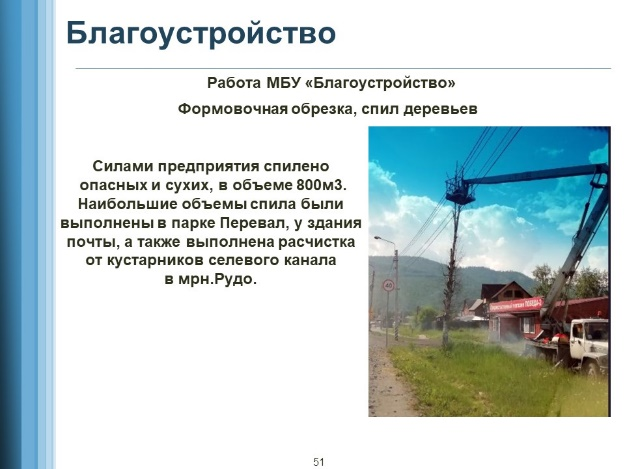 Благоустройство
Работа МБУ «Благоустройство»
Формовочная обрезка, спил деревьев
Силами предприятия спилено
опасных и сухих, в объеме 800м3.
Наибольшие объемы спила были
выполнены в парке Перевал, у здания
почты, а также выполнена расчистка
от кустарников селевого канала
в мрн.Рудо.
40
51